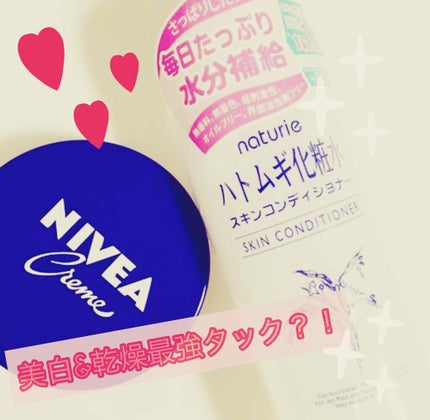 さっぱりした
毎日たっぷり
水分補給
無香料、無着色、低刺激性、
オイルフリー、界面活性剤フリー
naturie
ハトムギ化粧水
スキンコンディショナー
SKIN CONDITIONER
NIVEA
Creme
美白&乾燥最強タック?!